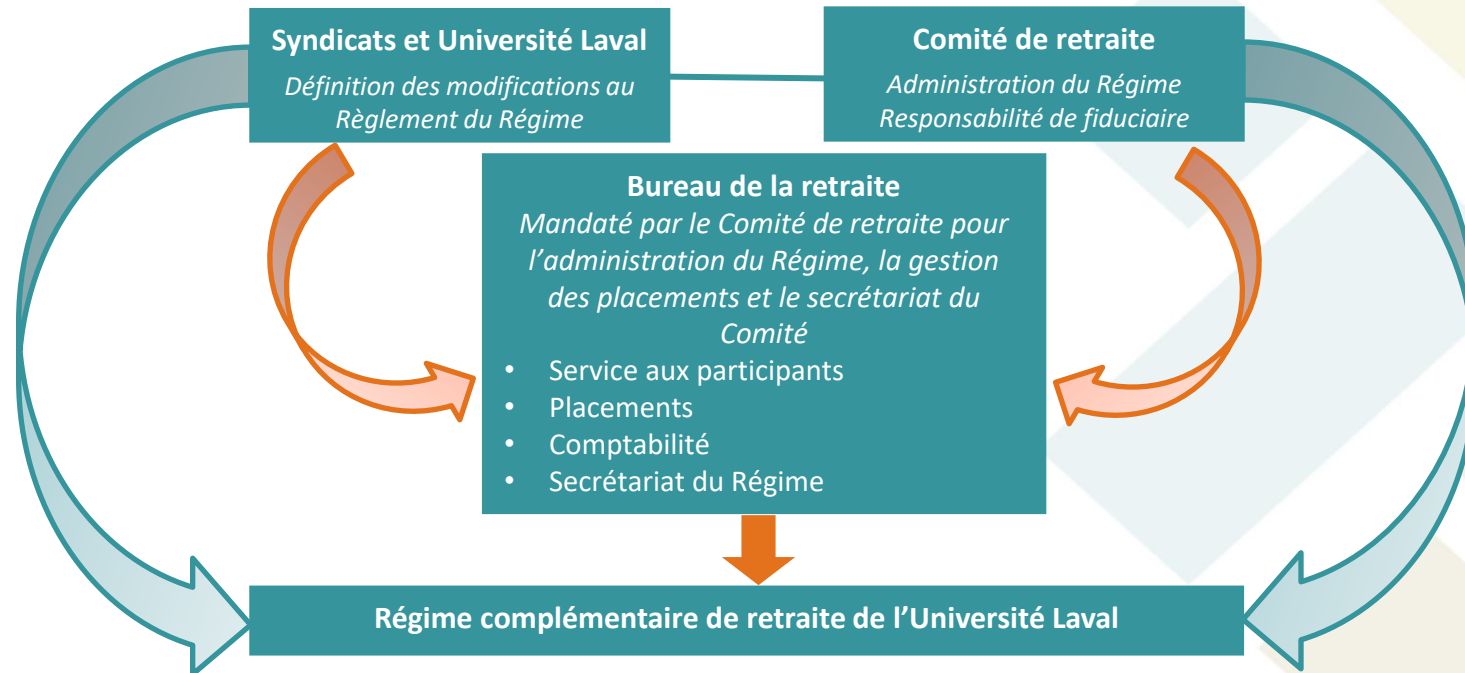 Syndicats et Université Laval
Définition des modifications au
Règlement du Régime
Comité de retraite
Administration du Régime
Responsabilité de fiduciaire
Bureau de la retraite
Mandaté par le Comité de retraite pour
l’administration du Régime, la gestion
des placements et le secrétariat du
Comité
• Service aux participants
• Placements
• Comptabilité
• Secrétariat du Régime
Régime complémentaire de retraite de l’Université Laval